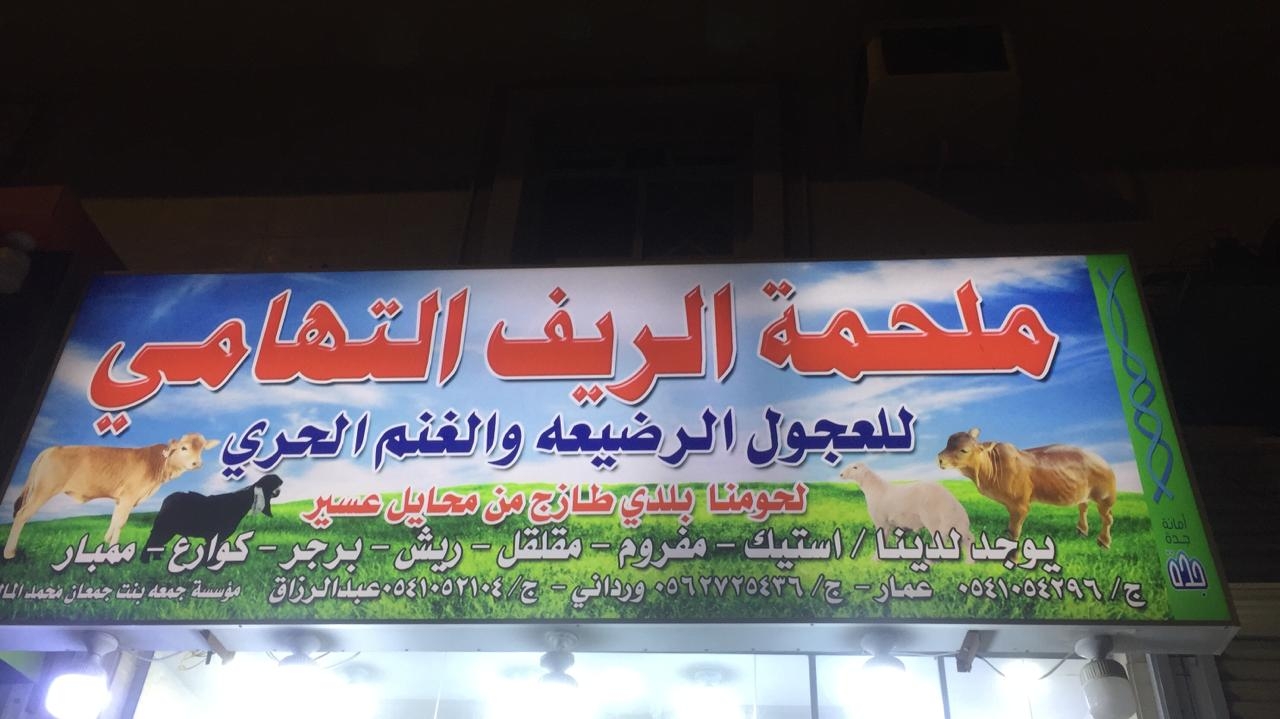 ملحمة الريف التهامي
للعجول الرضيعه والغنم الحري
لحومنا بلدي طازج من محايل عسير
يوجد لدينا / استيك - مفروم - مقلقل - ريش - برجر - كوارع - ممبار
ج/ ٠٥٤١٠٥٤٢٩٦ عمار - ج/ ٠٥٦٢٧٢٥٤٣٦ ورداني - ج/ ٠٥٤١٠٥٢١٠٤ عبدالرزاق
مؤسسة جمعه بنت جمعان محمد
أمانة
جدة
جدة